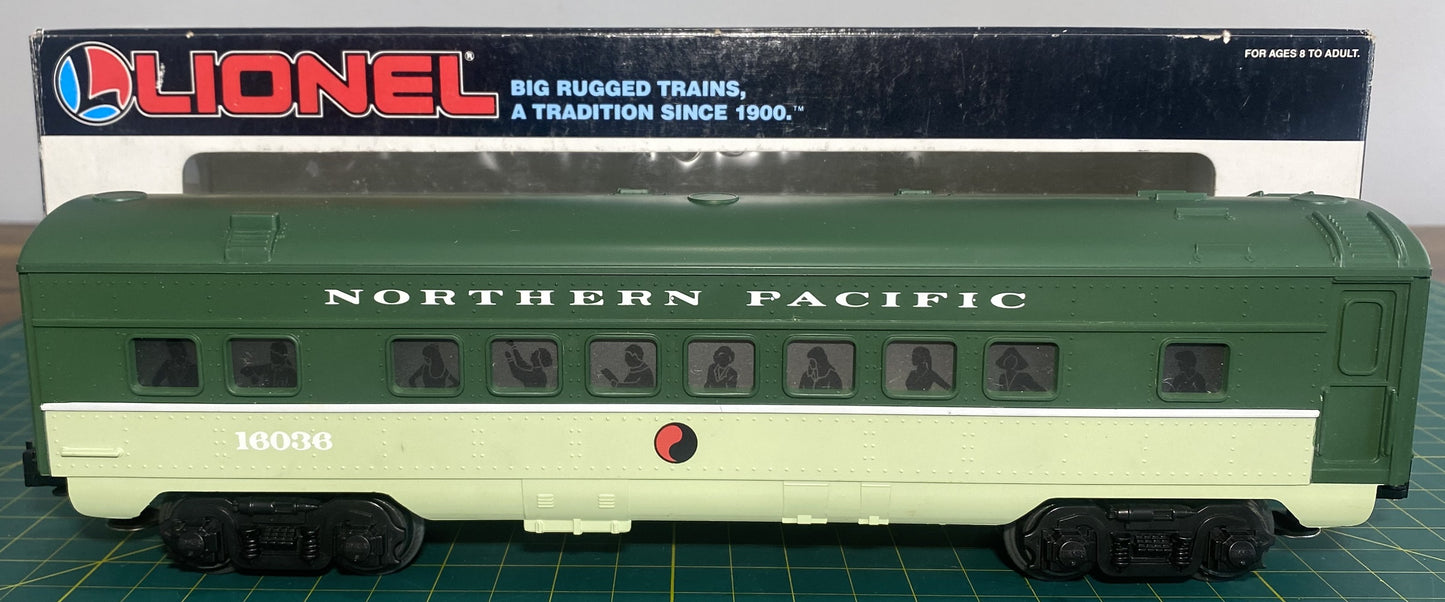 LIONEL®
BIG RUGGED TRAINS,
A TRADITION SINCE 1900.™
FOR AGES 8 TO ADULT.
NORTHERN PACIFIC
16036